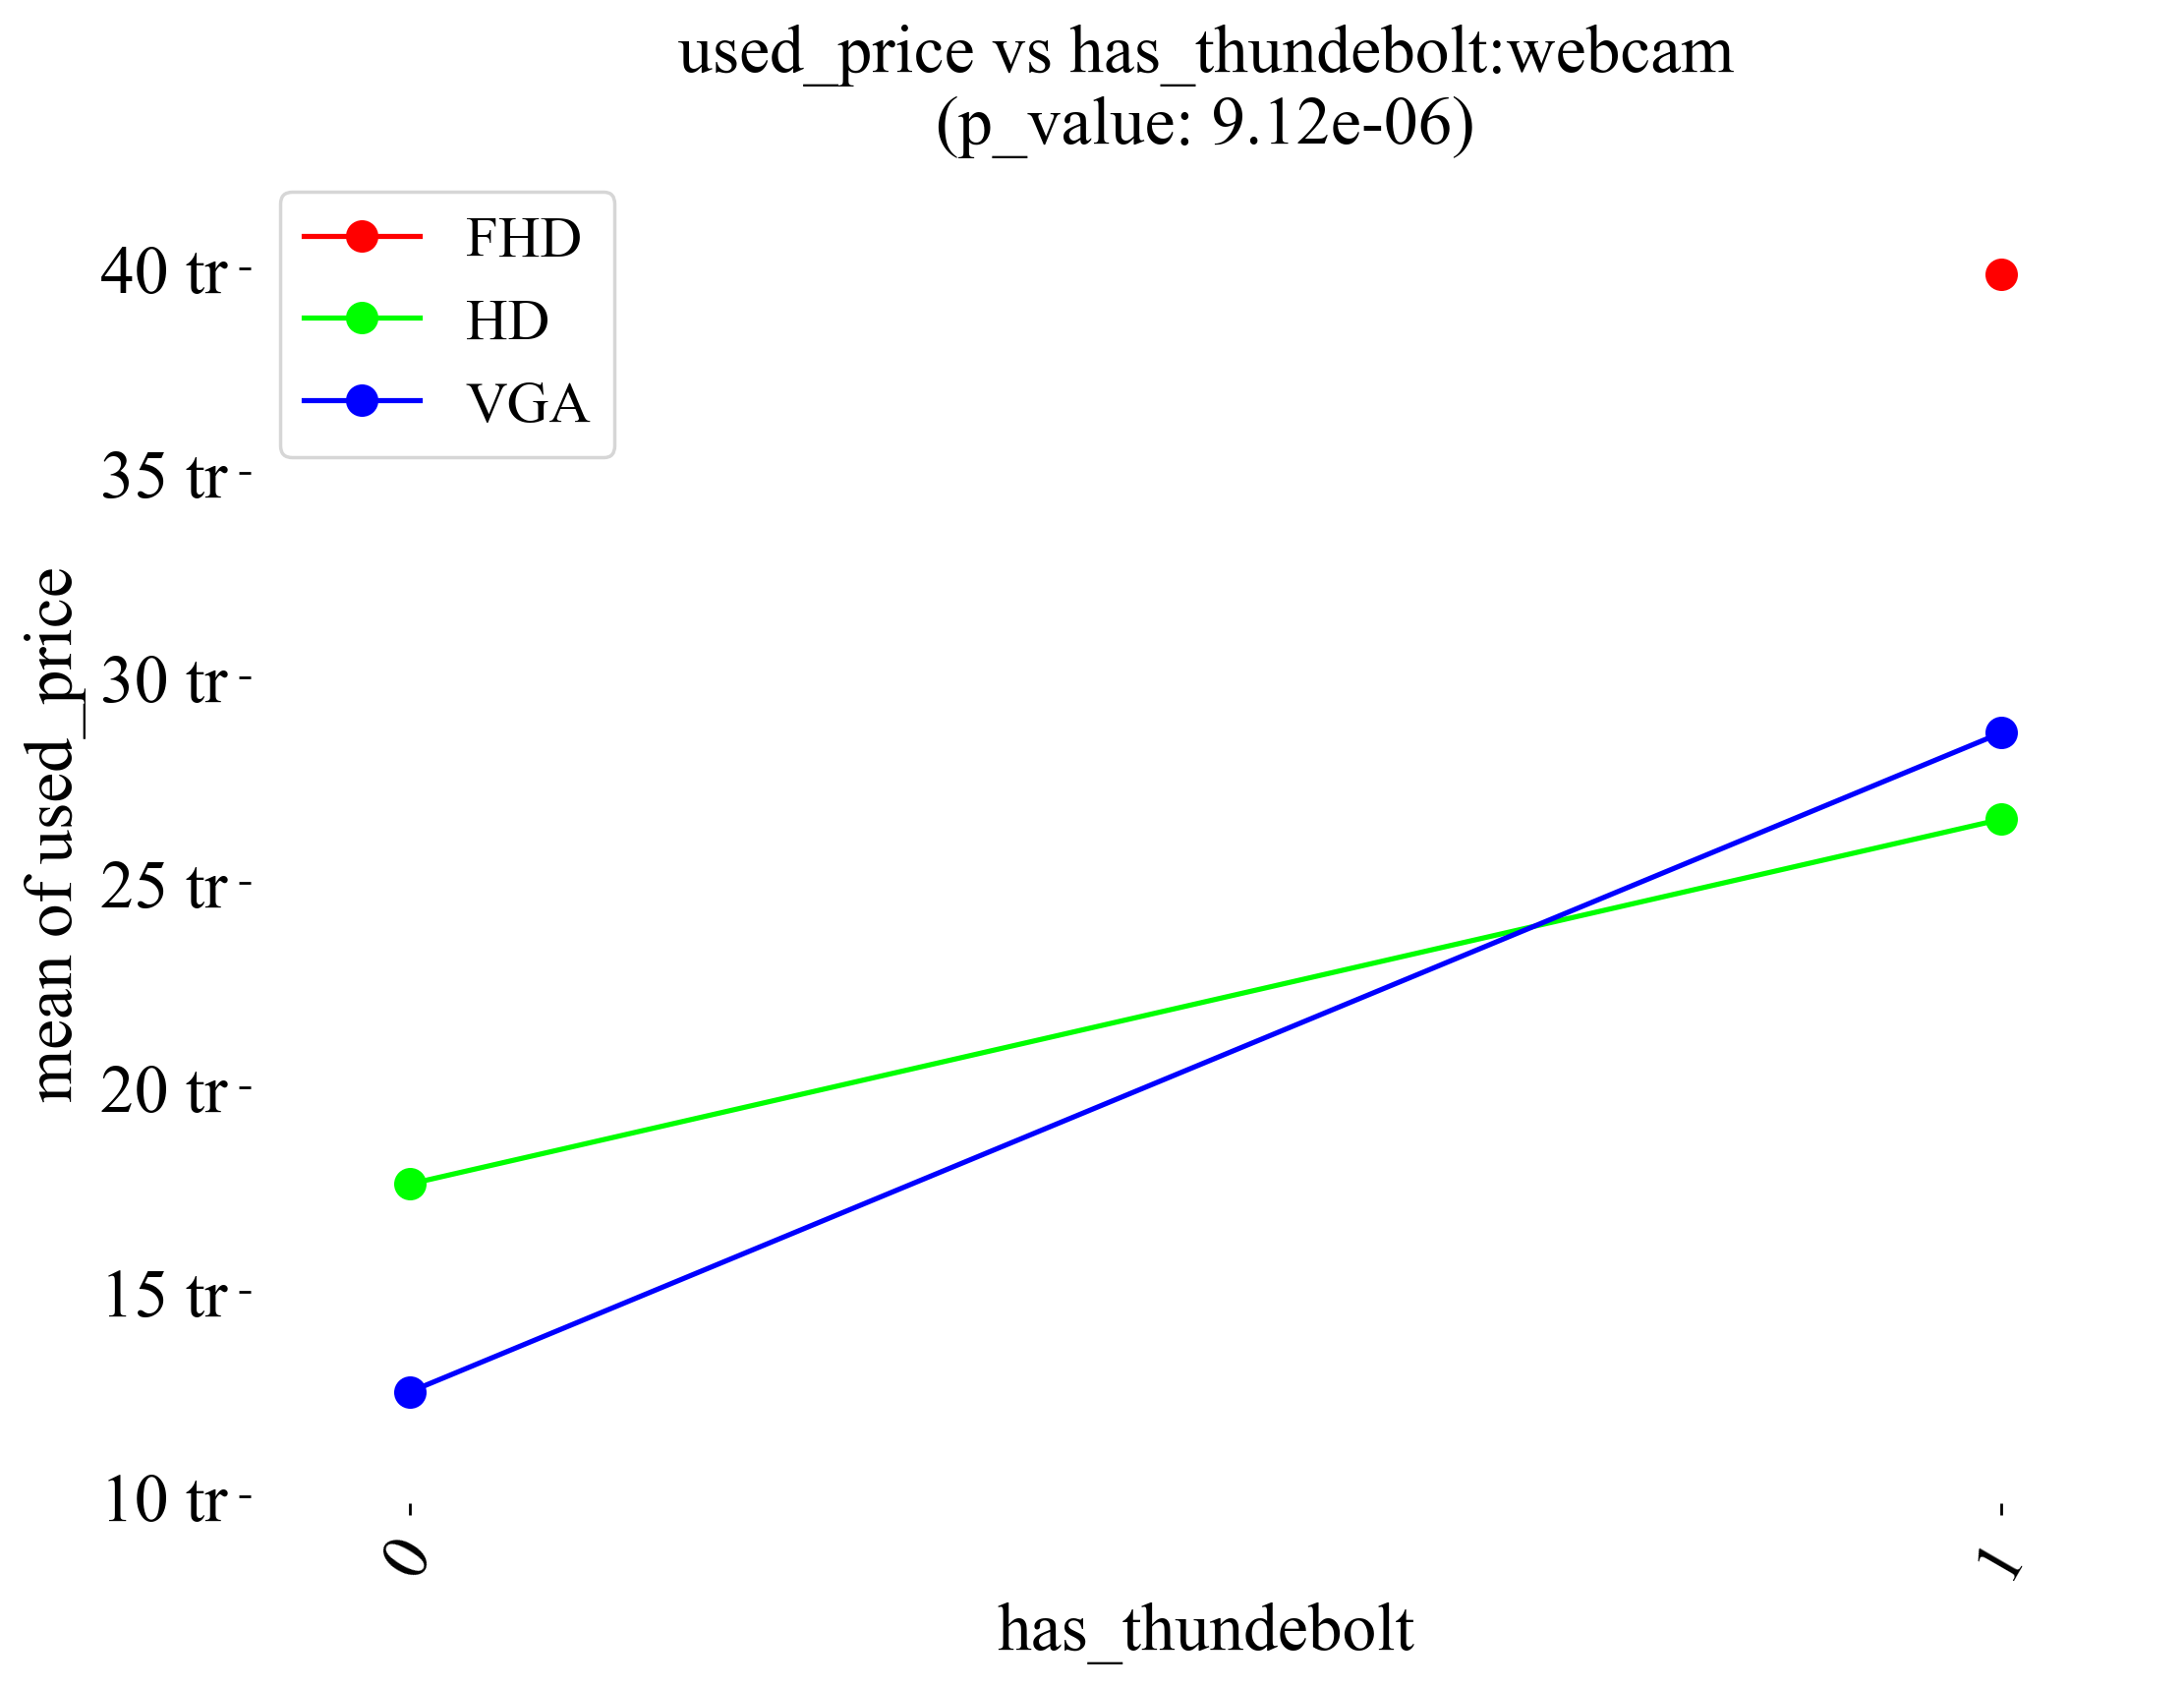 used_price vs has_thundebolt:webcam
(p_value: 9.12e-06)
FHD
HD
VGA
40 tr
35 tr
30 tr
25 tr
20 tr
15 tr
10 tr
mean of used_price
0
1
has_thundebolt